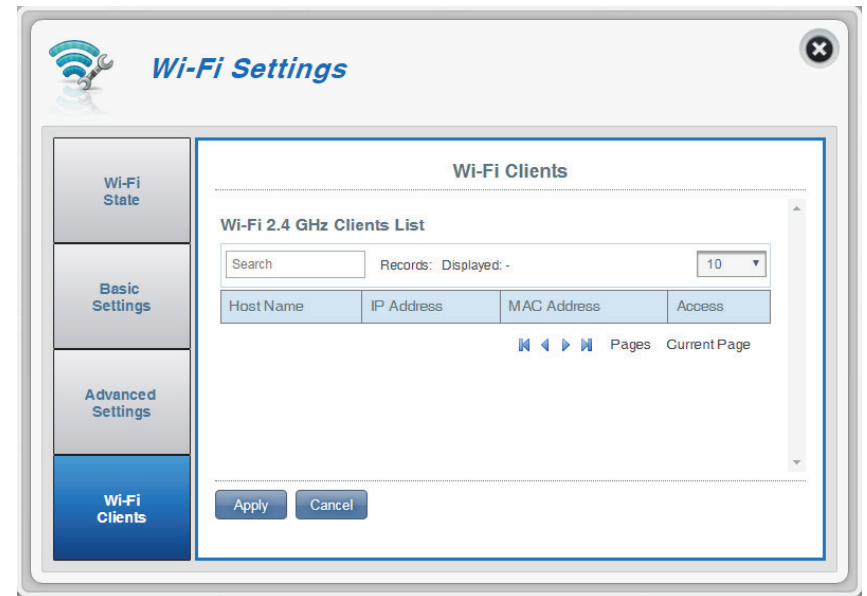 Wi-Fi Settings
Wi-Fi
State
Basic
Settings
Advanced
Settings
Wi-Fi
Clients
Wi-Fi Clients
Wi-Fi 2.4 GHz Clients List
Search Records: Displayed: - 10
Host Name IP Address MAC Address Access
Pages Current Page
Apply Cancel